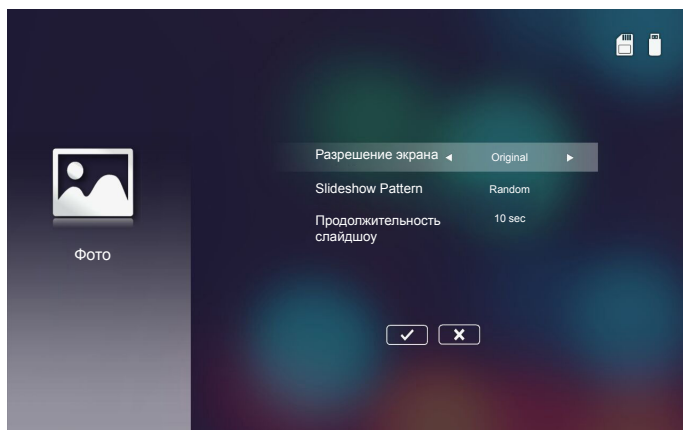 Разрешение экрана Original
Slideshow Pattern Random
Продолжительность 10 sec
слайдшоу
Фото